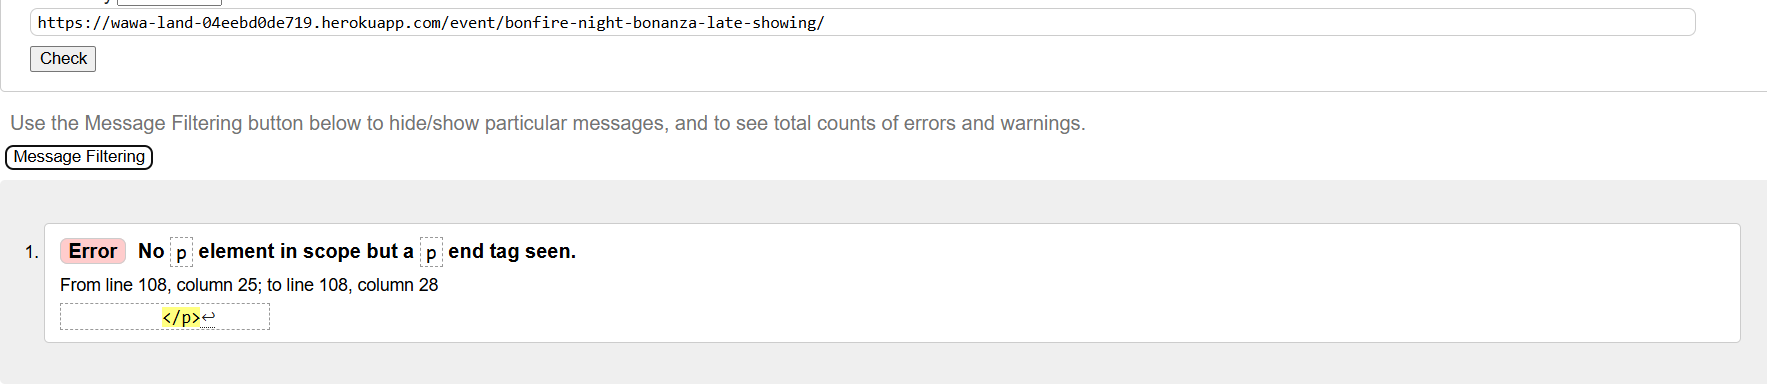 https://wawa-land-04eebd0de719.herokuapp.com/event/bonfire-night-bonanza-late-showing/
Check
Use the Message Filtering button below to hide/show particular messages, and to see total counts of errors and warnings.
Message Filtering
1. Error No p element in scope but a p end tag seen.
From line 108, column 25; to line 108, column 28
</p>↩